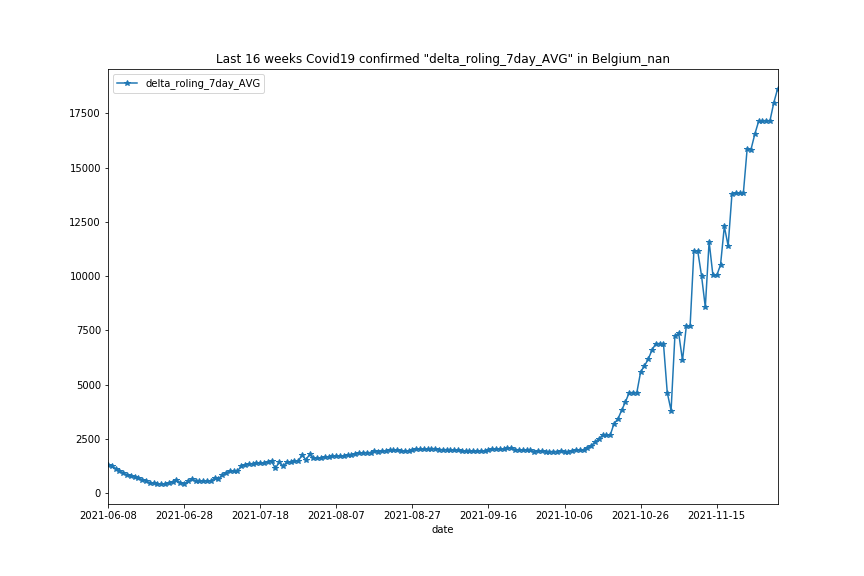 Last 16 weeks Covid19 confirmed "delta_roling_7day_AVG" in Belgium_nan
delta_roling_7day_AVG
17500
15000
12500
10000
7500
5000
2500
0
2021-06-08 2021-06-28 2021-07-18 2021-08-07 2021-08-27 2021-09-16 2021-10-06 2021-10-26 2021-11-15
date